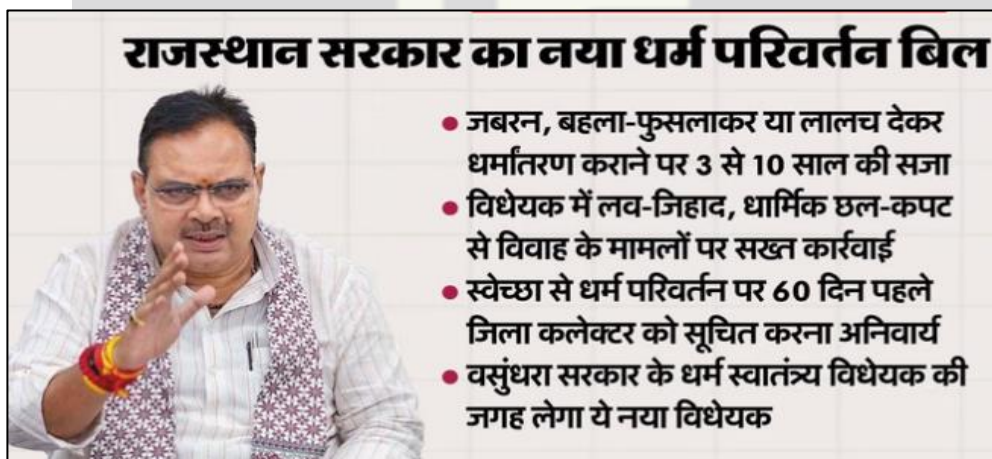 राजस्थान सरकार का नया धर्म परिवर्तन बिल
• जबरन, बहला-फुसलाकर या लालच देकर
धर्मांतरण कराने पर 3 से 10 साल की सजा
• विधेयक में लव-जिहाद, धार्मिक छल-कपट
से विवाह के मामलों पर सख्त कार्रवाई
• स्वेच्छा से धर्म परिवर्तन पर 60 दिन पहले
जिला कलेक्टर को सूचित करना अनिवार्य
• वसुंधरा सरकार के धर्म स्वातंत्र्य विधेयक की
जगह लेगा ये नया विधेयक